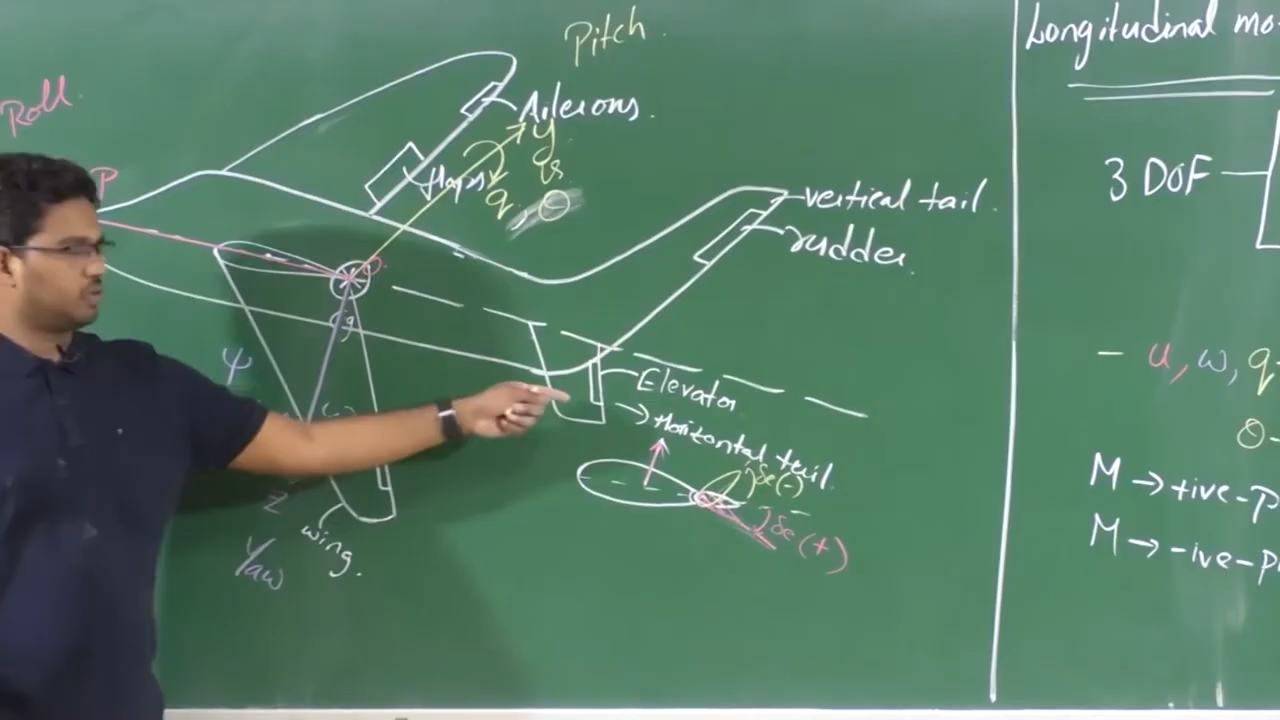 Pitch.
Roll.
Ailerons.
P
y
flaps
q, θ
vertical tail.
rudder.
ψ
Elevator
→Horizontal tail.
δe(-)
δe(+)
z
wing.
Yaw
Longitudinal mo
3 DOF
- u, w, q-
θ-
M → +ive-P
M → -ive-P